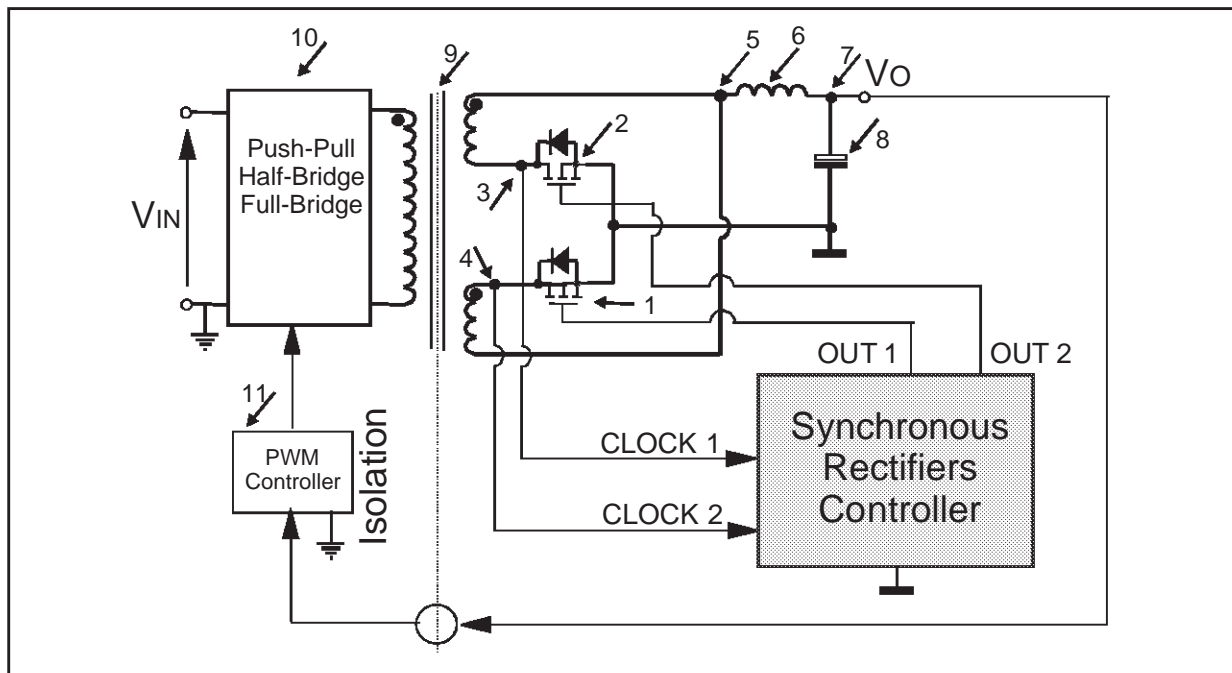 10
9
5
6
7
VO
2
8
Push-Pull
Half-Bridge
Full-Bridge
VIN
3
4
1
OUT 1
OUT 2
11
PWM
Controller
Isolation
CLOCK 1
CLOCK 2
Synchronous
Rectifiers
Controller